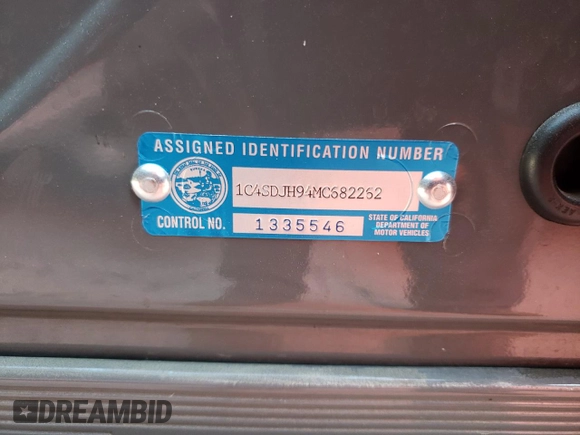 ASSIGNED IDENTIFICATION NUMBER
1C4SDJH94MC682262
CONTROL NO. 1335546
STATE OF CALIFORNIA
DEPARTMENT OF
MOTOR VEHICLES
DREAMBID